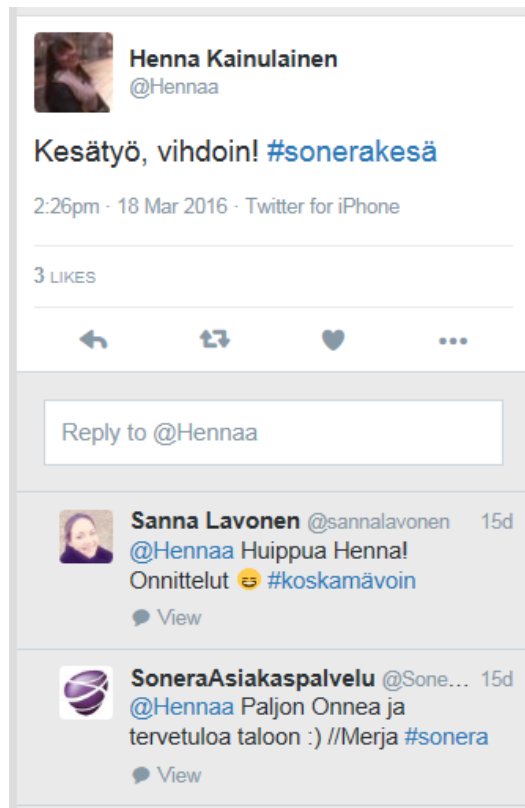 Henna Kainulainen
@Hennaa
Kesätyö, vihdoin! #sonerakesä
2:26pm · 18 Mar 2016 · Twitter for iPhone
3 LIKES
Reply to @Hennaa
Sanna Lavonen @sannalavonen 15d
@Hennaa Huippua Henna!
Onnittelut 😄 #koskamävoin
View
SoneraAsiakaspalvelu @Sone... 15d
@Hennaa Paljon Onnea ja
tervetuloa taloon :) //Merja #sonera
View